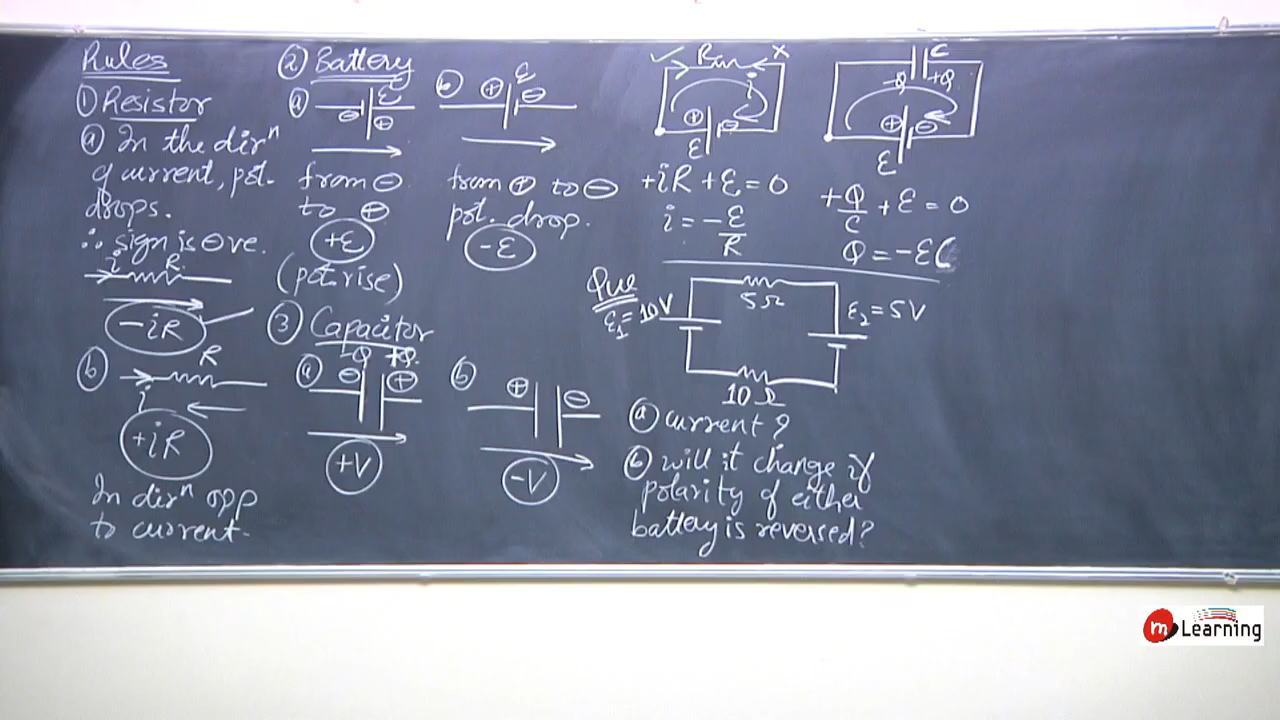 Rules
① Resistor
ⓐ In the dirⁿ
of current, pot.
drops.
∴ sign is ⊖ve.
i R
-iR
ⓑ R
i
+iR
In dirⁿ opp
to current.
② Battery
ⓐ ε
⊖ ⊕
from ⊖
to ⊕
+ε
(pot. rise)
ⓑ ⊕ ε ⊖
from ⊕ to ⊖
pot. drop.
-ε
③ Capacitor
ⓐ -Q +Q
⊖ ⊕
+V
ⓑ ⊕ ⊖
-V
✓ R x
i
⊕ ⊖
ε
+iR + ε = 0
i = -ε/R
C
-Q +Q
⊕ ⊖
ε
+Q/C + ε = 0
Q = -εC
Que
ε₁ = 10V
5Ω
ε₂ = 5V
10Ω
ⓐ current?
ⓑ will it change if
polarity of either
battery is reversed?
m Learning